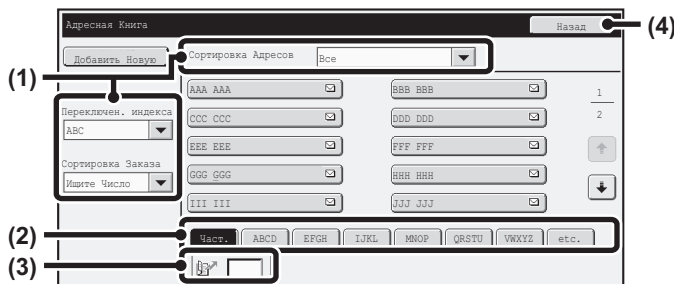 Адресная Книга
Назад
(4)
Добавить Новую
Сортировка Адресов
Все
(1)
AAA AAA
BBB BBB
1
Переключен. индекса
CCC CCC
DDD DDD
2
ABC
EEE EEE
FFF FFF
Сортировка Заказа
GGG GGG
HHH HHH
Ищите Число
III III
JJJ JJJ
(2)
Част.
ABCD
EFGH
IJKL
MNOP
QRSTU
VWXYZ
etc.
(3)